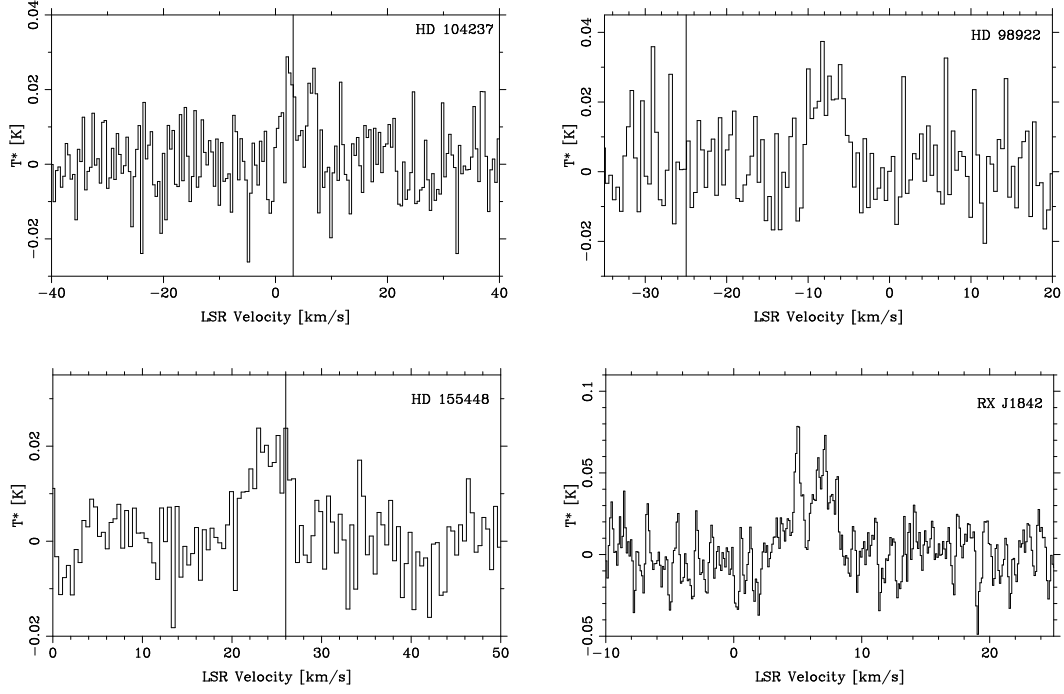 HD 104237
T* [K]
−0.02 0 0.02 0.04
−40 −20 0 20 40
LSR Velocity [km/s]
HD 98922
T* [K]
−0.02 0 0.02 0.04
−30 −20 −10 0 10 20
LSR Velocity [km/s]
HD 155448
T* [K]
−0.02 0 0.02
0 10 20 30 40 50
LSR Velocity [km/s]
RX J1842
T* [K]
−0.05 0 0.05 0.1
−10 0 10 20
LSR Velocity [km/s]